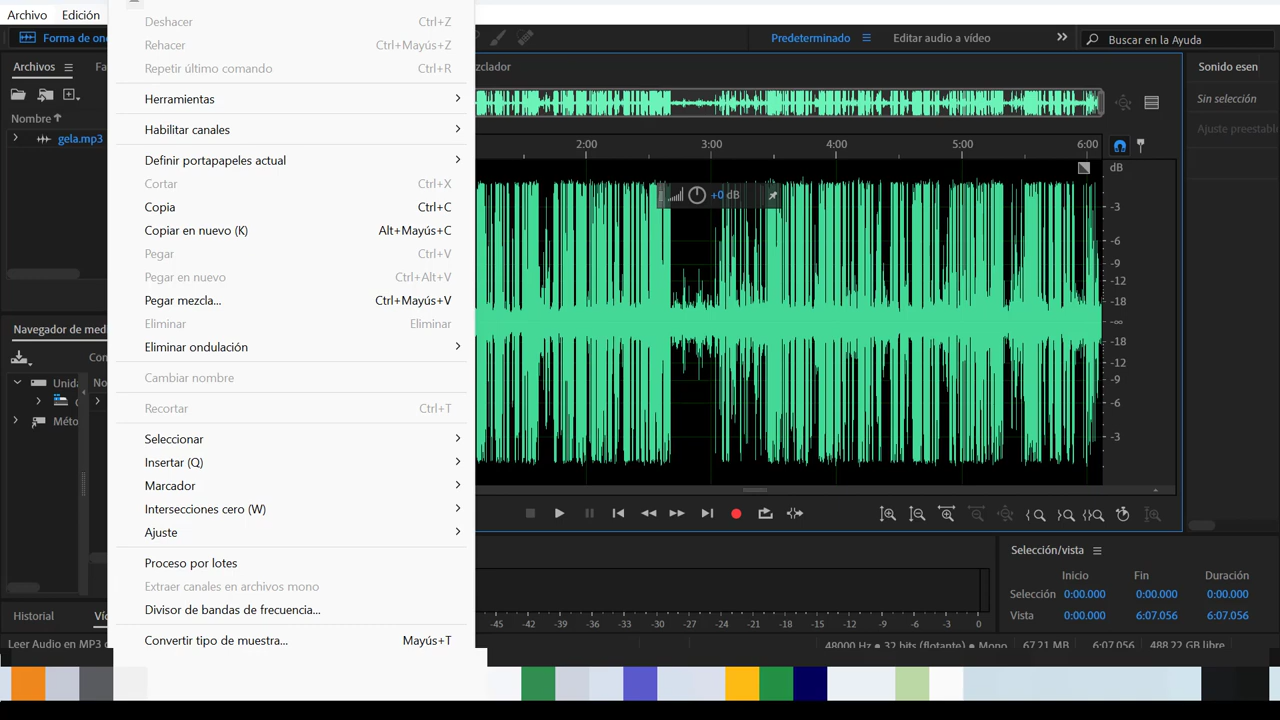 Archivo Edición
Forma de on
Predeterminado Editar audio a vídeo Buscar en la Ayuda
Archivos Fa
Nombre
gela.mp3
Navegador de med
Con
Unida No
Méto
Historial Ví
Leer Audio en MP3
Deshacer Ctrl+Z
Rehacer Ctrl+Mayús+Z
Repetir último comando Ctrl+R
Herramientas
Habilitar canales
Definir portapapeles actual
Cortar Ctrl+X
Copia Ctrl+C
Copiar en nuevo (K) Alt+Mayús+C
Pegar Ctrl+V
Pegar en nuevo Ctrl+Alt+V
Pegar mezcla... Ctrl+Mayús+V
Eliminar Eliminar
Eliminar ondulación
Cambiar nombre
Recortar Ctrl+T
Seleccionar
Insertar (Q)
Marcador
Intersecciones cero (W)
Ajuste
Proceso por lotes
Extraer canales en archivos mono
Divisor de bandas de frecuencia...
Convertir tipo de muestra... Mayús+T
zclador
2:00 3:00 4:00 5:00 6:00
+0 dB
dB
-3
-6
-9
-12
-18
-∞
-18
-12
-9
-6
-3
Sonido esen
Sin selección
Ajuste preestabl
Selección/vista
Inicio Fin Duración
Selección 0:00.000 0:00.000 0:00.000
Vista 0:00.000 6:07.056 6:07.056
-45 -42 -39 -36 -33 -30 -27 -24 -21 -18 -15 -12 -9 -6 -3 0
48000 Hz • 32 bits (flotante) • Mono 67.21 MB 6:07.056 488.22 GB libre